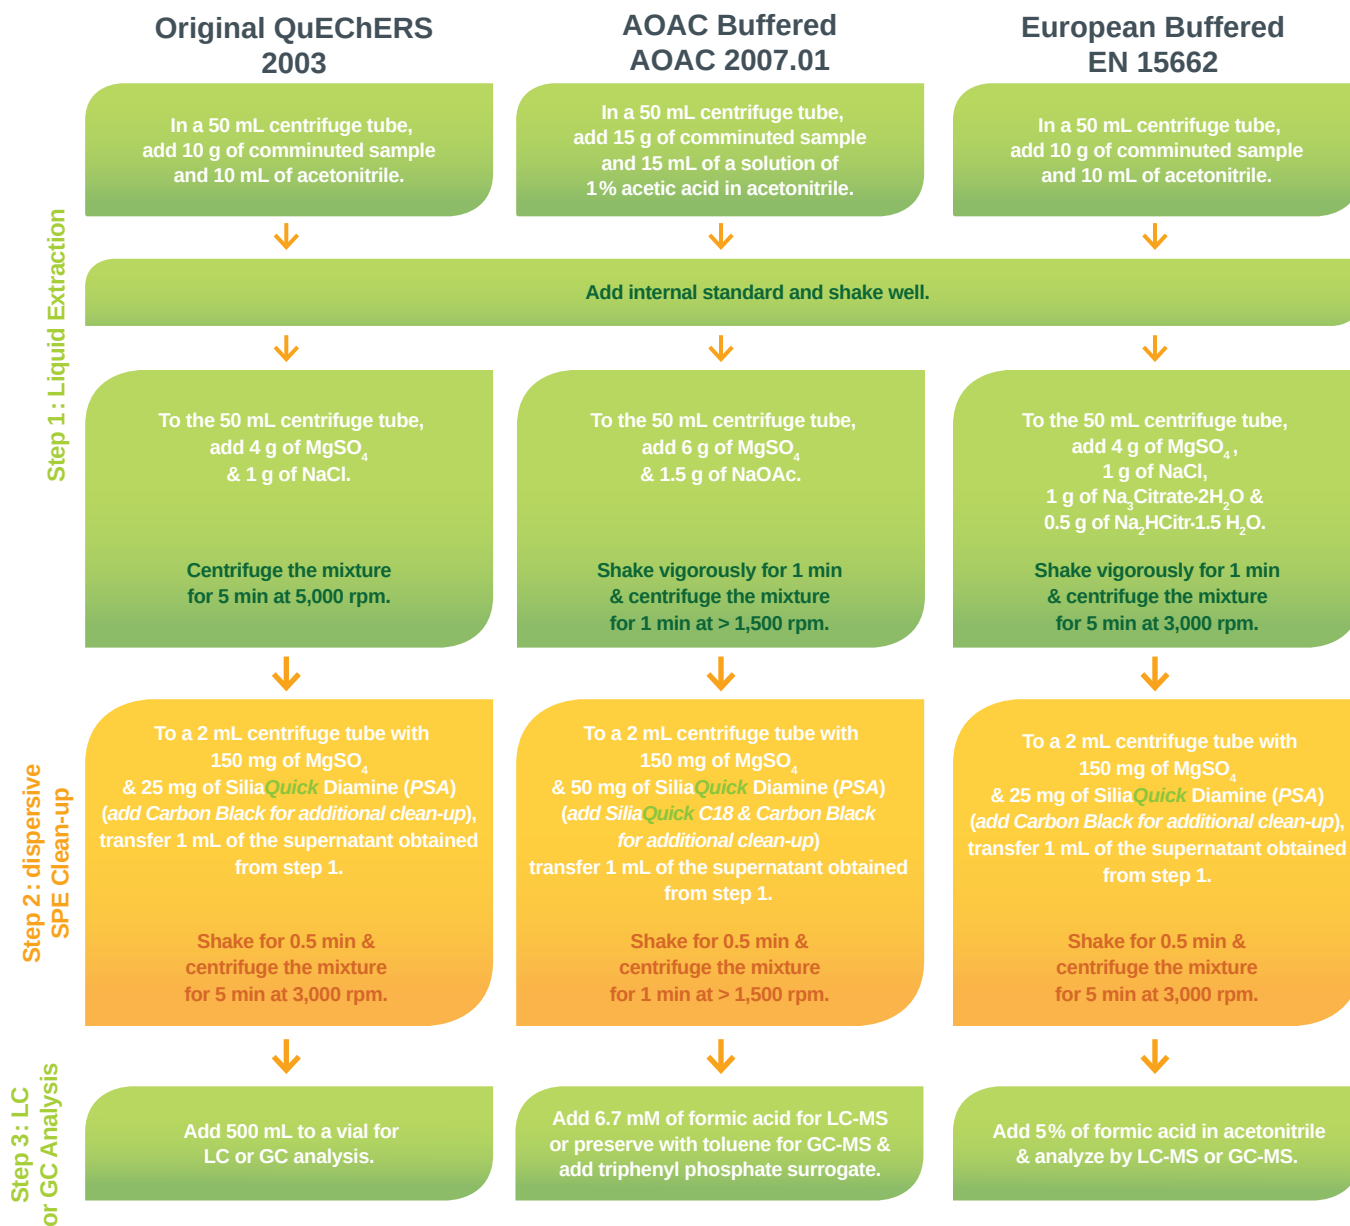 Original QuEChERS
2003
AOAC Buffered
AOAC 2007.01
European Buffered
EN 15662
Step 1 : Liquid Extraction
In a 50 mL centrifuge tube,
add 10 g of comminuted sample
and 10 mL of acetonitrile.
In a 50 mL centrifuge tube,
add 15 g of comminuted sample
and 15 mL of a solution of
1 % acetic acid in acetonitrile.
In a 50 mL centrifuge tube,
add 10 g of comminuted sample
and 10 mL of acetonitrile.
Add internal standard and shake well.
To the 50 mL centrifuge tube,
add 4 g of MgSO₄
& 1 g of NaCl.
Centrifuge the mixture
for 5 min at 5,000 rpm.
To the 50 mL centrifuge tube,
add 6 g of MgSO₄
& 1.5 g of NaOAc.
Shake vigorously for 1 min
& centrifuge the mixture
for 1 min at > 1,500 rpm.
To the 50 mL centrifuge tube,
add 4 g of MgSO₄ ,
1 g of NaCl,
1 g of Na₃Citrate•2H₂O &
0.5 g of Na₂HCitr•1.5 H₂O.
Shake vigorously for 1 min
& centrifuge the mixture
for 5 min at 3,000 rpm.
Step 2 : dispersive
SPE Clean-up
To a 2 mL centrifuge tube with
150 mg of MgSO₄
& 25 mg of SiliaQuick Diamine (PSA)
(add Carbon Black for additional clean-up),
transfer 1 mL of the supernatant obtained
from step 1.
Shake for 0.5 min &
centrifuge the mixture
for 5 min at 3,000 rpm.
To a 2 mL centrifuge tube with
150 mg of MgSO₄
& 50 mg of SiliaQuick Diamine (PSA)
(add SiliaQuick C18 & Carbon Black
for additional clean-up)
transfer 1 mL of the supernatant obtained
from step 1.
Shake for 0.5 min &
centrifuge the mixture
for 1 min at > 1,500 rpm.
To a 2 mL centrifuge tube with
150 mg of MgSO₄
& 25 mg of SiliaQuick Diamine (PSA)
(add Carbon Black for additional clean-up),
transfer 1 mL of the supernatant obtained
from step 1.
Shake for 0.5 min &
centrifuge the mixture
for 5 min at 3,000 rpm.
Step 3 : LC
or GC Analysis
Add 500 mL to a vial for
LC or GC analysis.
Add 6.7 mM of formic acid for LC-MS
or preserve with toluene for GC-MS &
add triphenyl phosphate surrogate.
Add 5 % of formic acid in acetonitrile
& analyze by LC-MS or GC-MS.